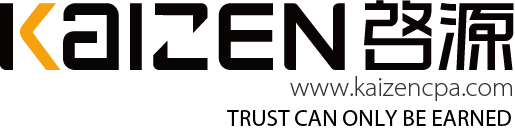 KAIZEN 啓源
www.kaizencpa.com
TRUST CAN ONLY BE EARNED